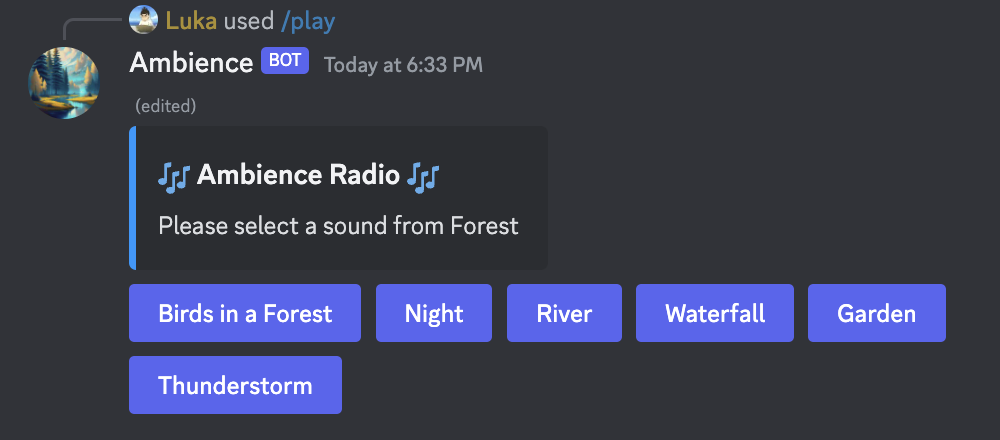 Luka used /play
Ambience BOT Today at 6:33 PM
(edited)
🎶 Ambience Radio 🎶
Please select a sound from Forest
Birds in a Forest Night River Waterfall Garden
Thunderstorm